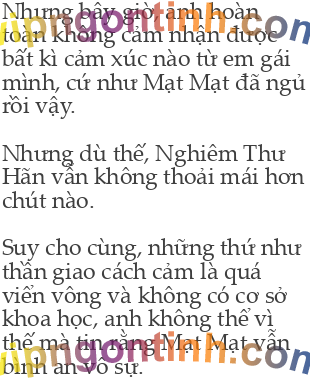 Nhưng bây giờ, anh hoàn
toàn không cảm nhận được
bất kì cảm xúc nào từ em gái
mình, cứ như Mạt Mạt đã ngủ
rồi vậy.
Nhưng dù thế, Nghiêm Thư
Hãn vẫn không thoải mái hơn
chút nào.
Suy cho cùng, những thứ như
thần giao cách cảm là quá
viển vông và không có cơ sở
khoa học, anh không thể vì
thế mà tin rằng Mạt Mạt vẫn
bình an vô sự.
vipngontinh.com
vipngontinh.com